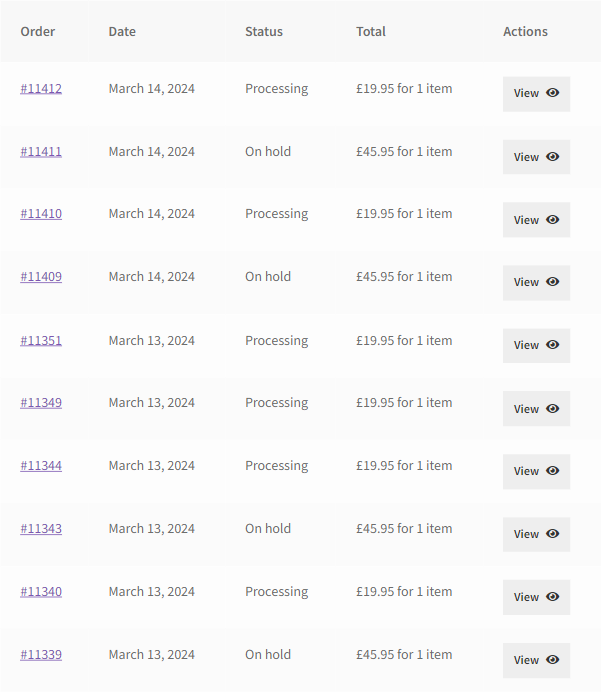 Order Date Status Total Actions
#11412 March 14, 2024 Processing £19.95 for 1 item View
#11411 March 14, 2024 On hold £45.95 for 1 item View
#11410 March 14, 2024 Processing £19.95 for 1 item View
#11409 March 14, 2024 On hold £45.95 for 1 item View
#11351 March 13, 2024 Processing £19.95 for 1 item View
#11349 March 13, 2024 Processing £19.95 for 1 item View
#11344 March 13, 2024 Processing £19.95 for 1 item View
#11343 March 13, 2024 On hold £45.95 for 1 item View
#11340 March 13, 2024 Processing £19.95 for 1 item View
#11339 March 13, 2024 On hold £45.95 for 1 item View